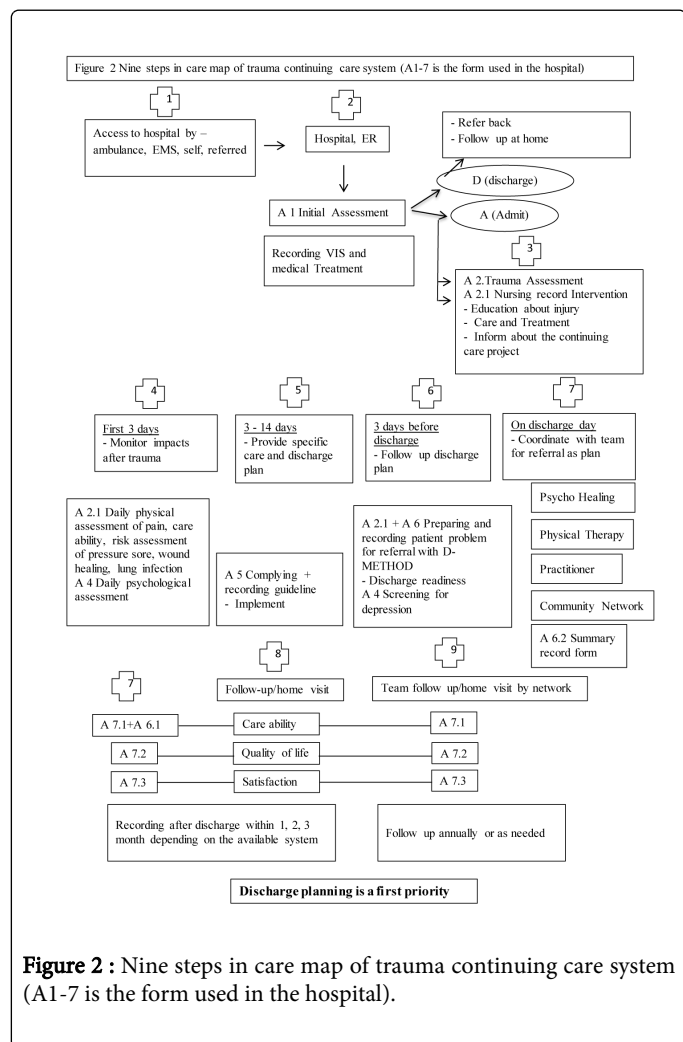 Figure 2 Nine steps in care map of trauma continuing care system (A1-7 is the form used in the hospital)
1
2
Access to hospital by –
ambulance, EMS, self, referred
Hospital, ER
- Refer back
- Follow up at home
D (discharge)
A 1 Initial Assessment
A (Admit)
Recording VIS and
medical Treatment
3
A 2.Trauma Assessment
A 2.1 Nursing record Intervention
- Education about injury
- Care and Treatment
- Inform about the continuing
care project
4
5
6
7
First 3 days
- Monitor impacts
after trauma
3 - 14 days
- Provide specific
care and discharge
plan
3 days before
discharge
- Follow up discharge
plan
On discharge day
- Coordinate with team
for referral as plan
A 2.1 Daily physical
assessment of pain, care
ability, risk assessment
of pressure sore, wound
healing, lung infection
A 4 Daily psychological
assessment
A 5 Complying +
recording guideline
- Implement
A 2.1 + A 6 Preparing and
recording patient problem
for referral with D-
METHOD
- Discharge readiness
A 4 Screening for
depression
Psycho Healing
Physical Therapy
Practitioner
Community Network
A 6.2 Summary
record form
7
8
9
Follow-up/home visit
Team follow up/home visit by network
A 7.1+A 6.1
Care ability
A 7.1
A 7.2
Quality of life
A 7.2
A 7.3
Satisfaction
A 7.3
Recording after discharge within 1, 2, 3
month depending on the available system
Follow up annually or as needed
Discharge planning is a first priority
Figure 2 : Nine steps in care map of trauma continuing care system
(A1-7 is the form used in the hospital).